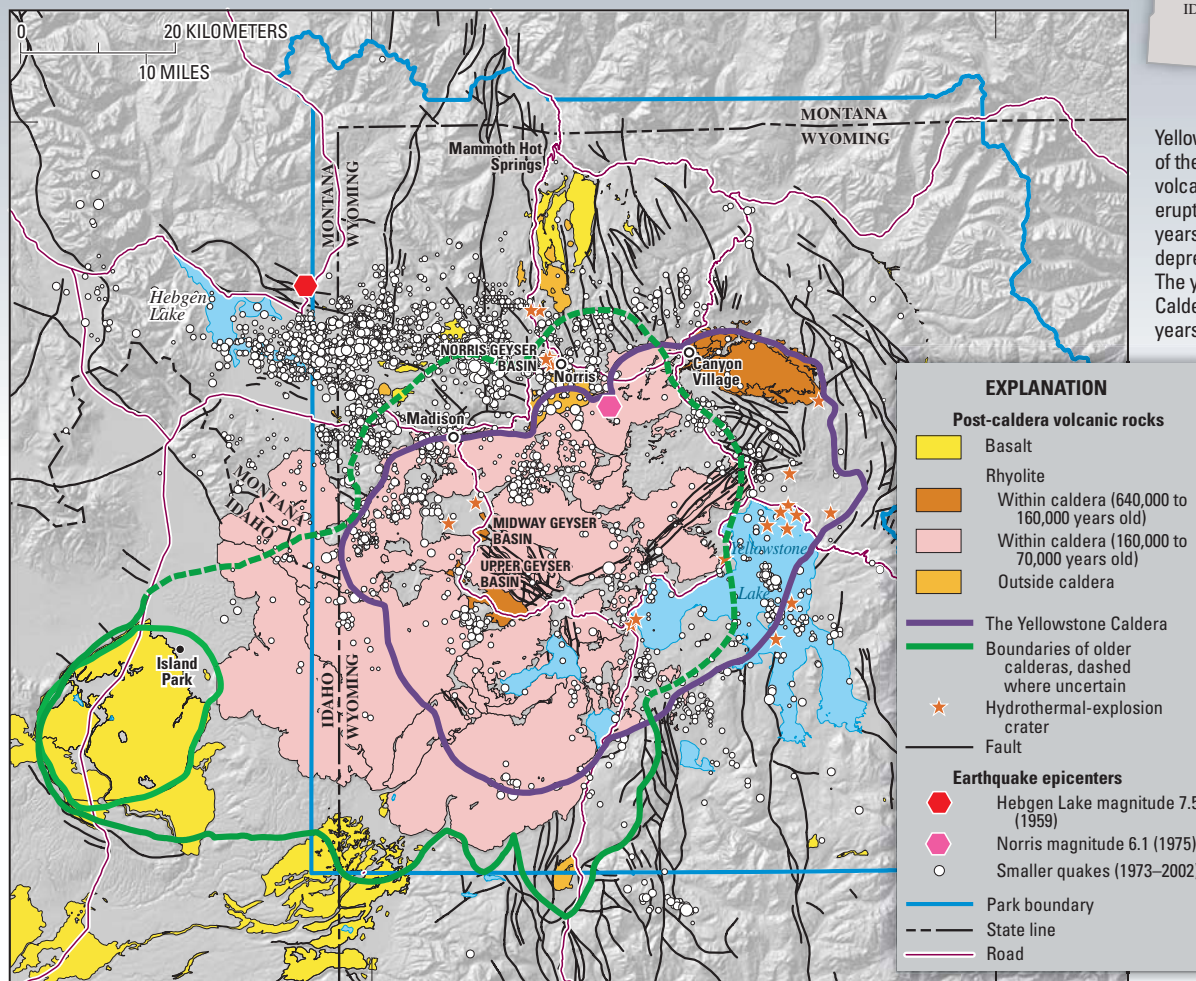 ID
0 20 KILOMETERS
10 MILES
MONTANA
WYOMING
Mammoth Hot
Springs
MONTANA
WYOMING
Hebgen
Lake
NORRIS GEYSER
BASIN
Norris
Canyon
Village
Madison
MONTANA
IDAHO
MIDWAY GEYSER
BASIN
UPPER GEYSER
BASIN
Yellowstone
Lake
Island
Park
IDAHO
WYOMING
Yellow
of the
volca
erupt
years
depre
The y
Calde
years
EXPLANATION
Post-caldera volcanic rocks
Basalt
Rhyolite
Within caldera (640,000 to
160,000 years old)
Within caldera (160,000 to
70,000 years old)
Outside caldera
The Yellowstone Caldera
Boundaries of older
calderas, dashed
where uncertain
Hydrothermal-explosion
crater
Fault
Earthquake epicenters
Hebgen Lake magnitude 7.5
(1959)
Norris magnitude 6.1 (1975)
Smaller quakes (1973–2002)
Park boundary
State line
Road